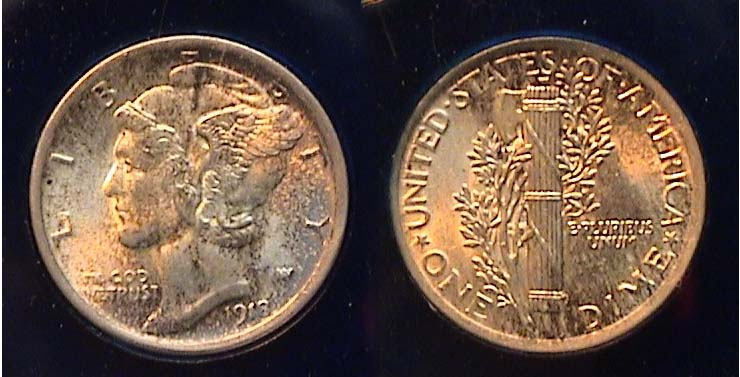 LIBERTY
IN GOD
WE TRUST
UNITED·STATES·OF·AMERICA
E·PLURIBUS
UNUM
ONE DIME